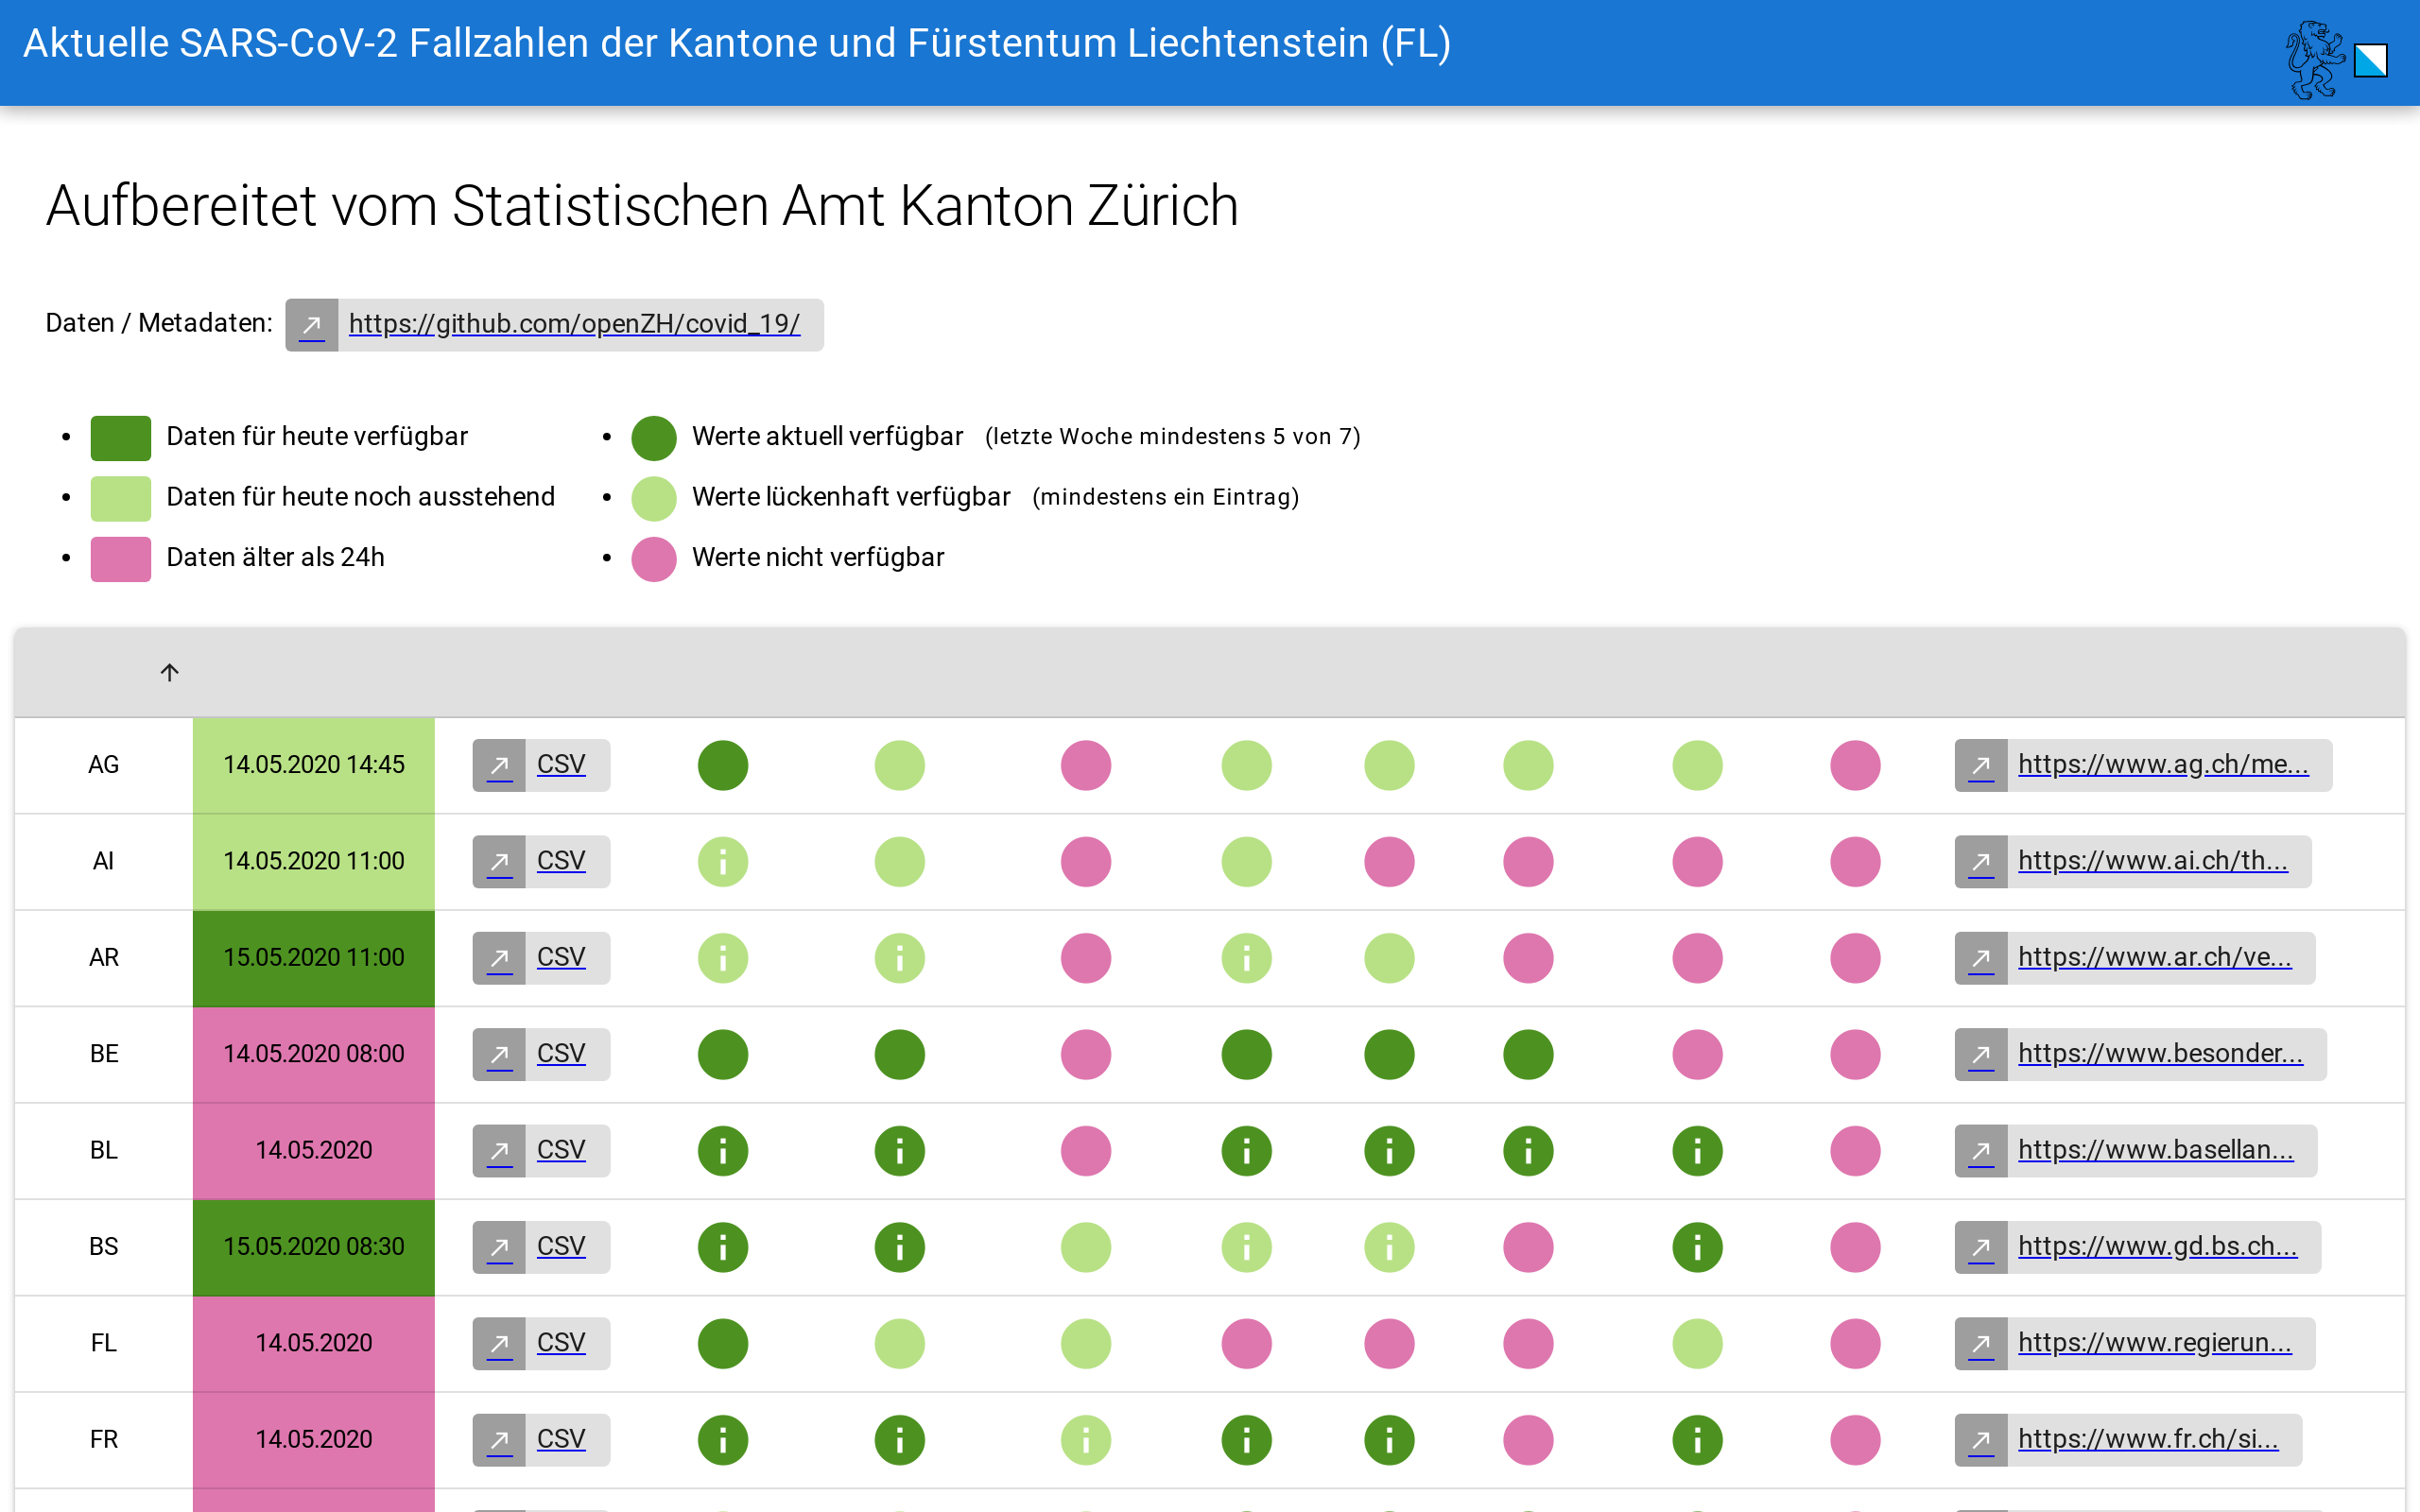 Aktuelle SARS-CoV-2 Fallzahlen der Kantone und Fürstentum Liechtenstein (FL)
Aufbereitet vom Statistischen Amt Kanton Zürich
Daten / Metadaten: https://github.com/openZH/covid_19/
Daten für heute verfügbar
Daten für heute noch ausstehend
Daten älter als 24h
Werte aktuell verfügbar (letzte Woche mindestens 5 von 7)
Werte lückenhaft verfügbar (mindestens ein Eintrag)
Werte nicht verfügbar
AG 14.05.2020 14:45 CSV https://www.ag.ch/me...
AI 14.05.2020 11:00 CSV https://www.ai.ch/th...
AR 15.05.2020 11:00 CSV https://www.ar.ch/ve...
BE 14.05.2020 08:00 CSV https://www.besonder...
BL 14.05.2020 CSV https://www.basellan...
BS 15.05.2020 08:30 CSV https://www.gd.bs.ch...
FL 14.05.2020 CSV https://www.regierun...
FR 14.05.2020 CSV https://www.fr.ch/si...